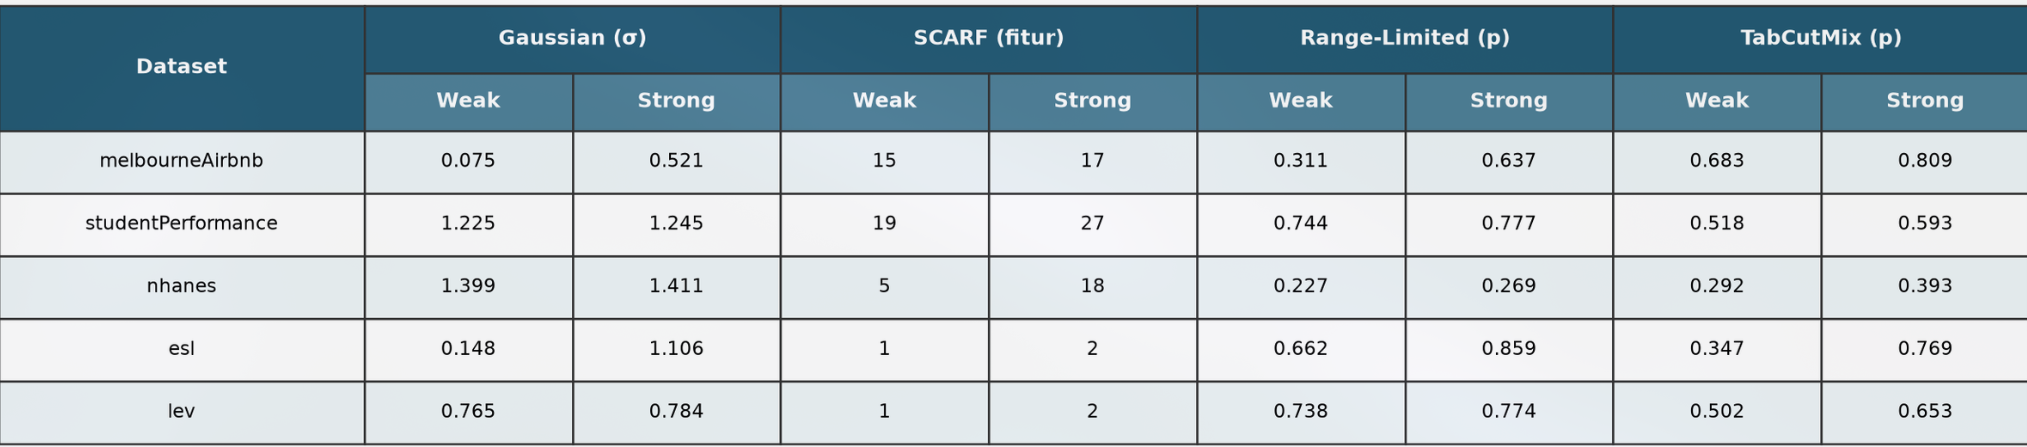 Dataset Gaussian (σ) SCARF (fitur) Range-Limited (p) TabCutMix (p)
Weak Strong Weak Strong Weak Strong Weak Strong
melbourneAirbnb 0.075 0.521 15 17 0.311 0.637 0.683 0.809
studentPerformance 1.225 1.245 19 27 0.744 0.777 0.518 0.593
nhanes 1.399 1.411 5 18 0.227 0.269 0.292 0.393
esl 0.148 1.106 1 2 0.662 0.859 0.347 0.769
lev 0.765 0.784 1 2 0.738 0.774 0.502 0.653